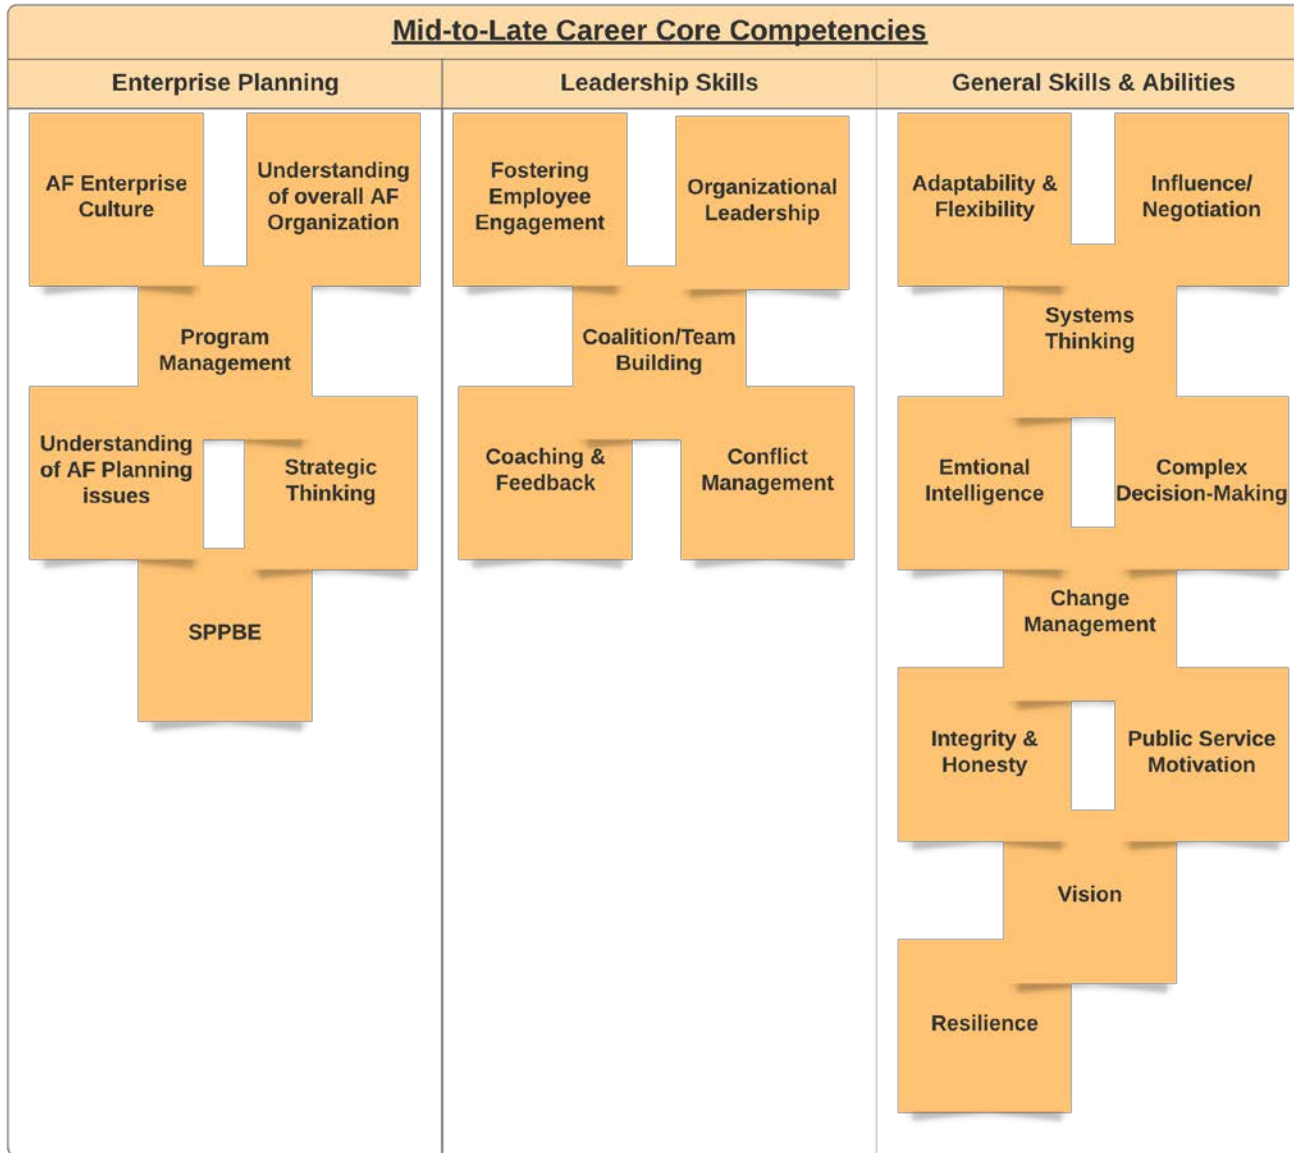 Mid-to-Late Career Core Competencies
Enterprise Planning
Leadership Skills
General Skills & Abilities
AF Enterprise
Culture
Understanding
of overall AF
Organization
Program
Management
Understanding
of AF Planning
issues
Strategic
Thinking
SPPBE
Fostering
Employee
Engagement
Organizational
Leadership
Coalition/Team
Building
Coaching &
Feedback
Conflict
Management
Adaptability &
Flexibility
Influence/
Negotiation
Systems
Thinking
Emtional
Intelligence
Complex
Decision-Making
Change
Management
Integrity &
Honesty
Public Service
Motivation
Vision
Resilience